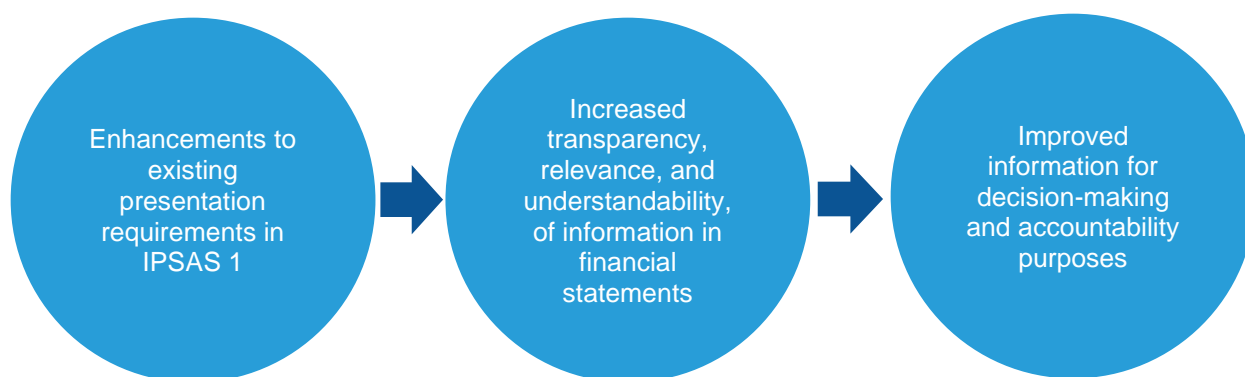 Enhancements to
existing
presentation
requirements in
IPSAS 1
Increased
transparency,
relevance, and
understandability,
of information in
financial
statements
Improved
information for
decision-making
and accountability
purposes